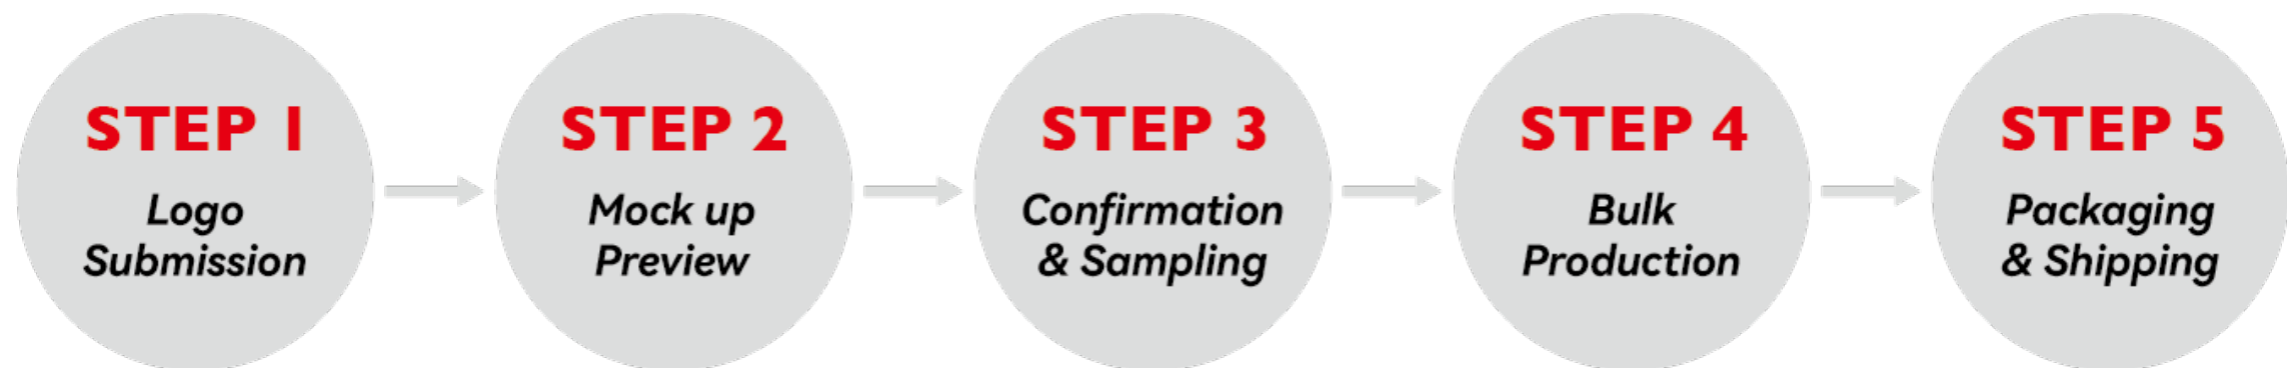 STEP 1
Logo
Submission
STEP 2
Mock up
Preview
STEP 3
Confirmation
& Sampling
STEP 4
Bulk
Production
STEP 5
Packaging
& Shipping